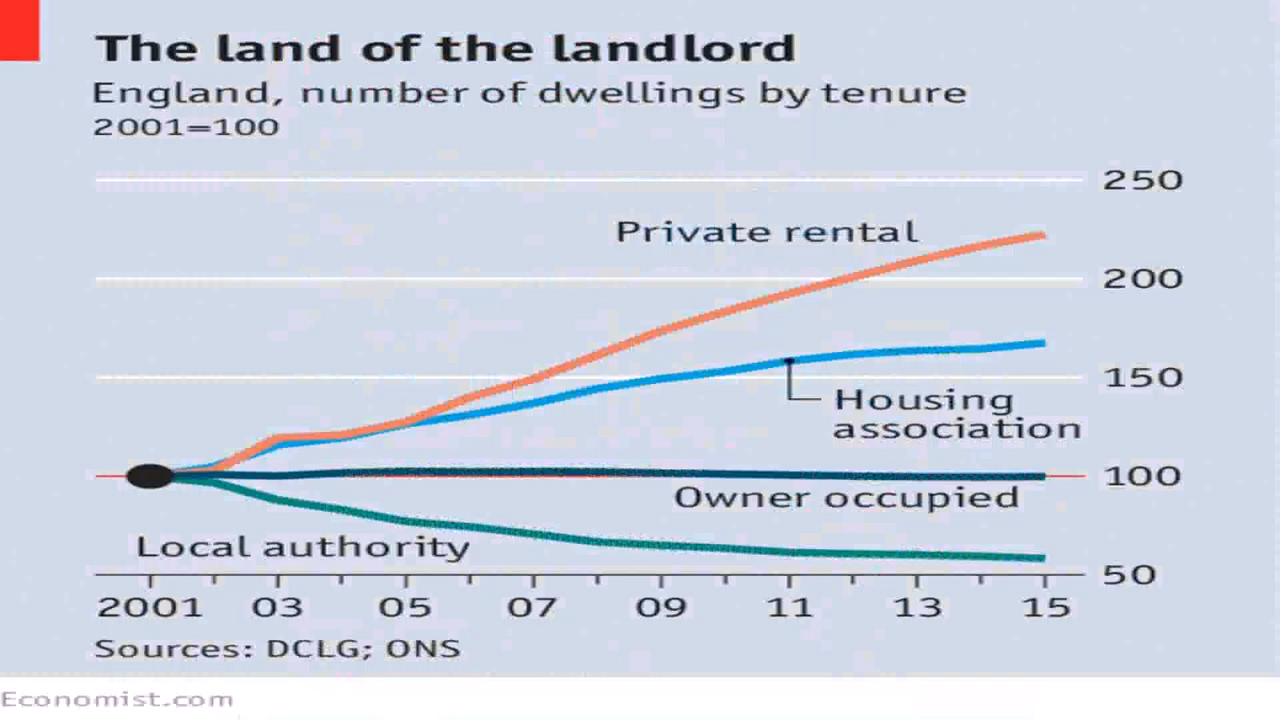 The land of the landlord
England, number of dwellings by tenure
2001=100
250
Private rental
200
150
Housing
association
100
Owner occupied
Local authority
50
2001 03 05 07 09 11 13 15
Sources: DCLG; ONS
Economist.com